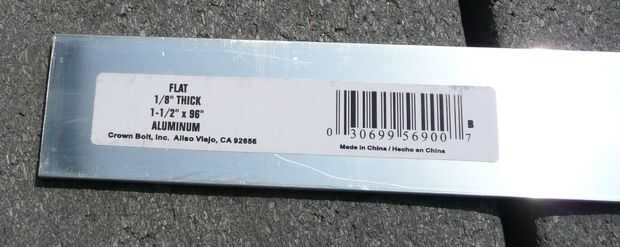 FLAT
1/8" THICK
1-1/2" x 96"
ALUMINUM
Crown Bolt, Inc. Aliso Viejo, CA 92656
0 30699 56900 7
B
Made in China / Hecho en China